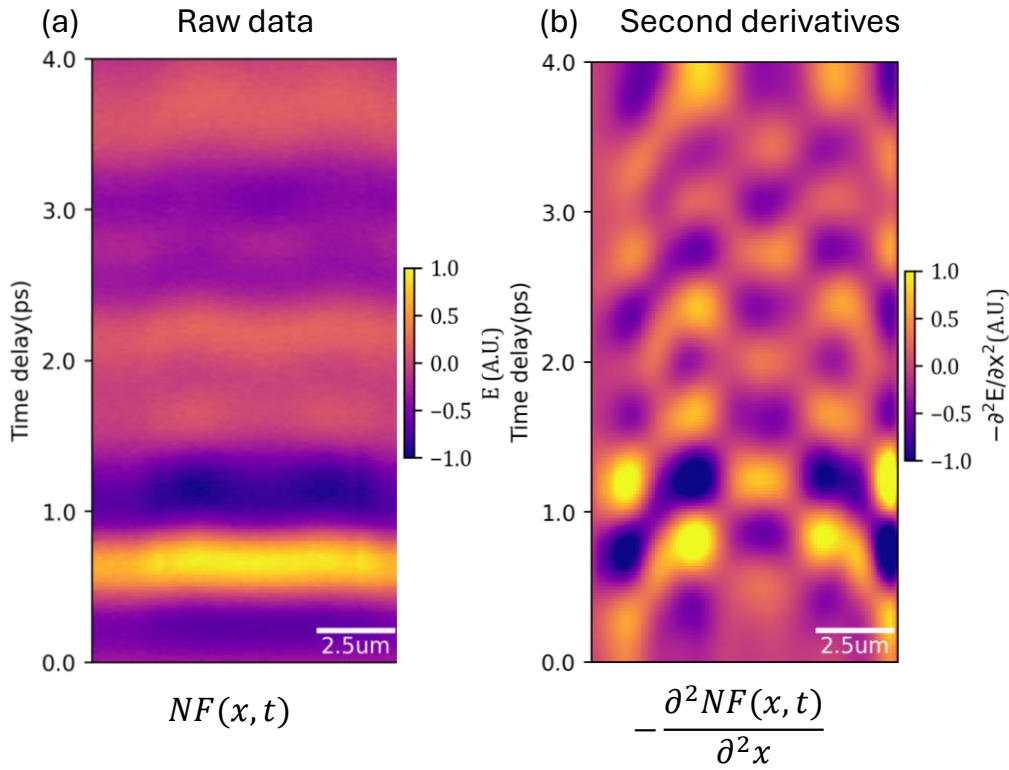 (a) Raw data
4.0
3.0
2.0
1.0
0.0
Time delay(ps)
2.5um
1.0
0.5
0.0
−0.5
−1.0
E (A.U.)
NF(x, t)
(b) Second derivatives
4.0
3.0
2.0
1.0
0.0
Time delay(ps)
2.5um
1.0
0.5
0.0
−0.5
−1.0
−∂²E/∂x²(A.U.)
− ∂²NF(x, t)
∂²x